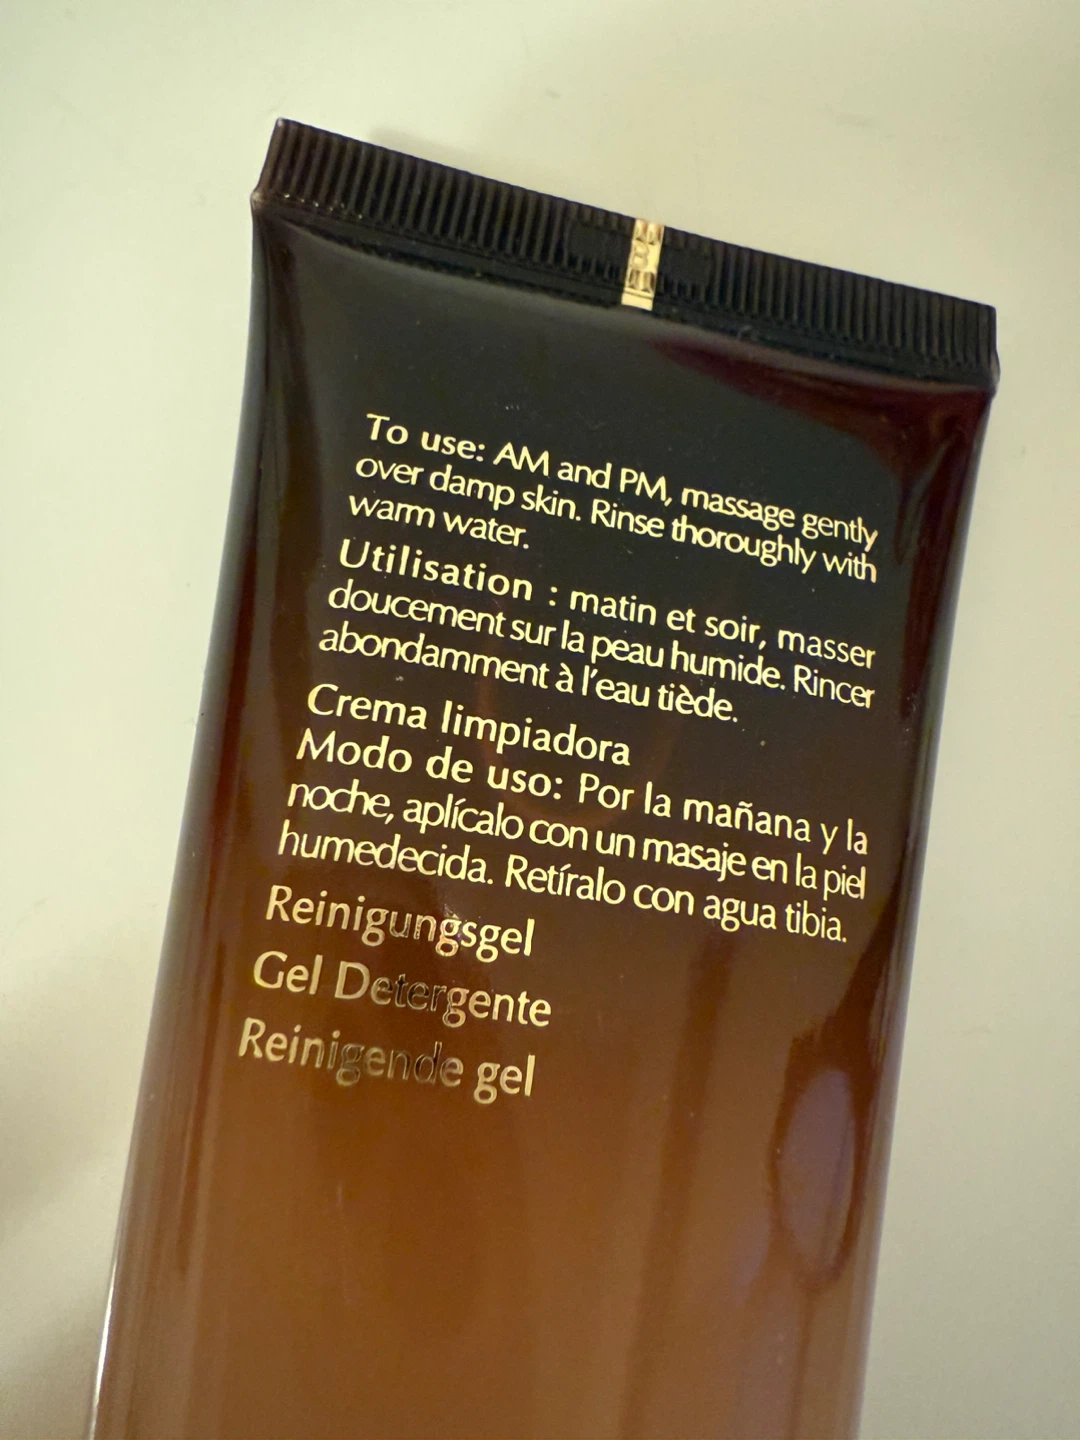 To use: AM and PM, massage gently
over damp skin. Rinse thoroughly with
warm water.
Utilisation : matin et soir, masser
doucement sur la peau humide. Rincer
abondamment à l’eau tiède.
Crema limpiadora
Modo de uso: Por la mañana y la
noche, aplícalo con un masaje en la piel
humedecida. Retíralo con agua tibia.
Reinigungsgel
Gel Detergente
Reinigende gel